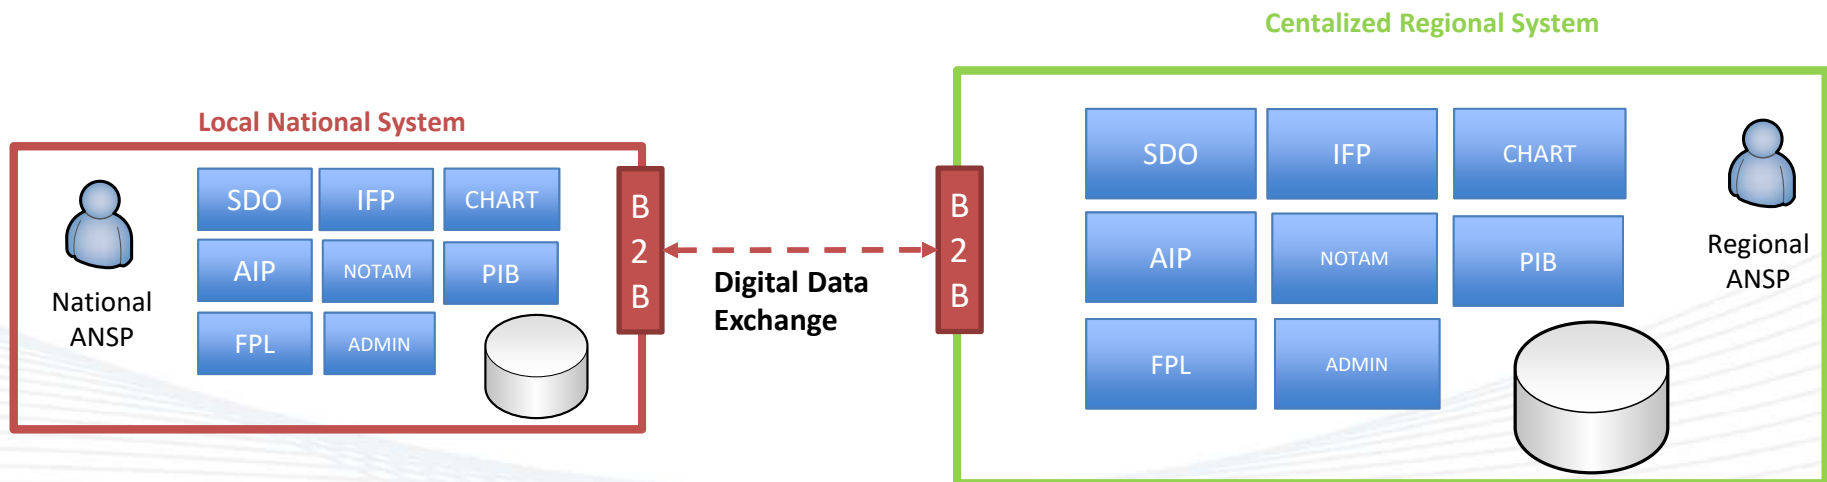 Centalized Regional System
Local National System
SDO
IFP
CHART
AIP
NOTAM
PIB
FPL
ADMIN
National
ANSP
B
2
B
Digital Data
Exchange
B
2
B
SDO
IFP
CHART
AIP
NOTAM
PIB
FPL
ADMIN
Regional
ANSP